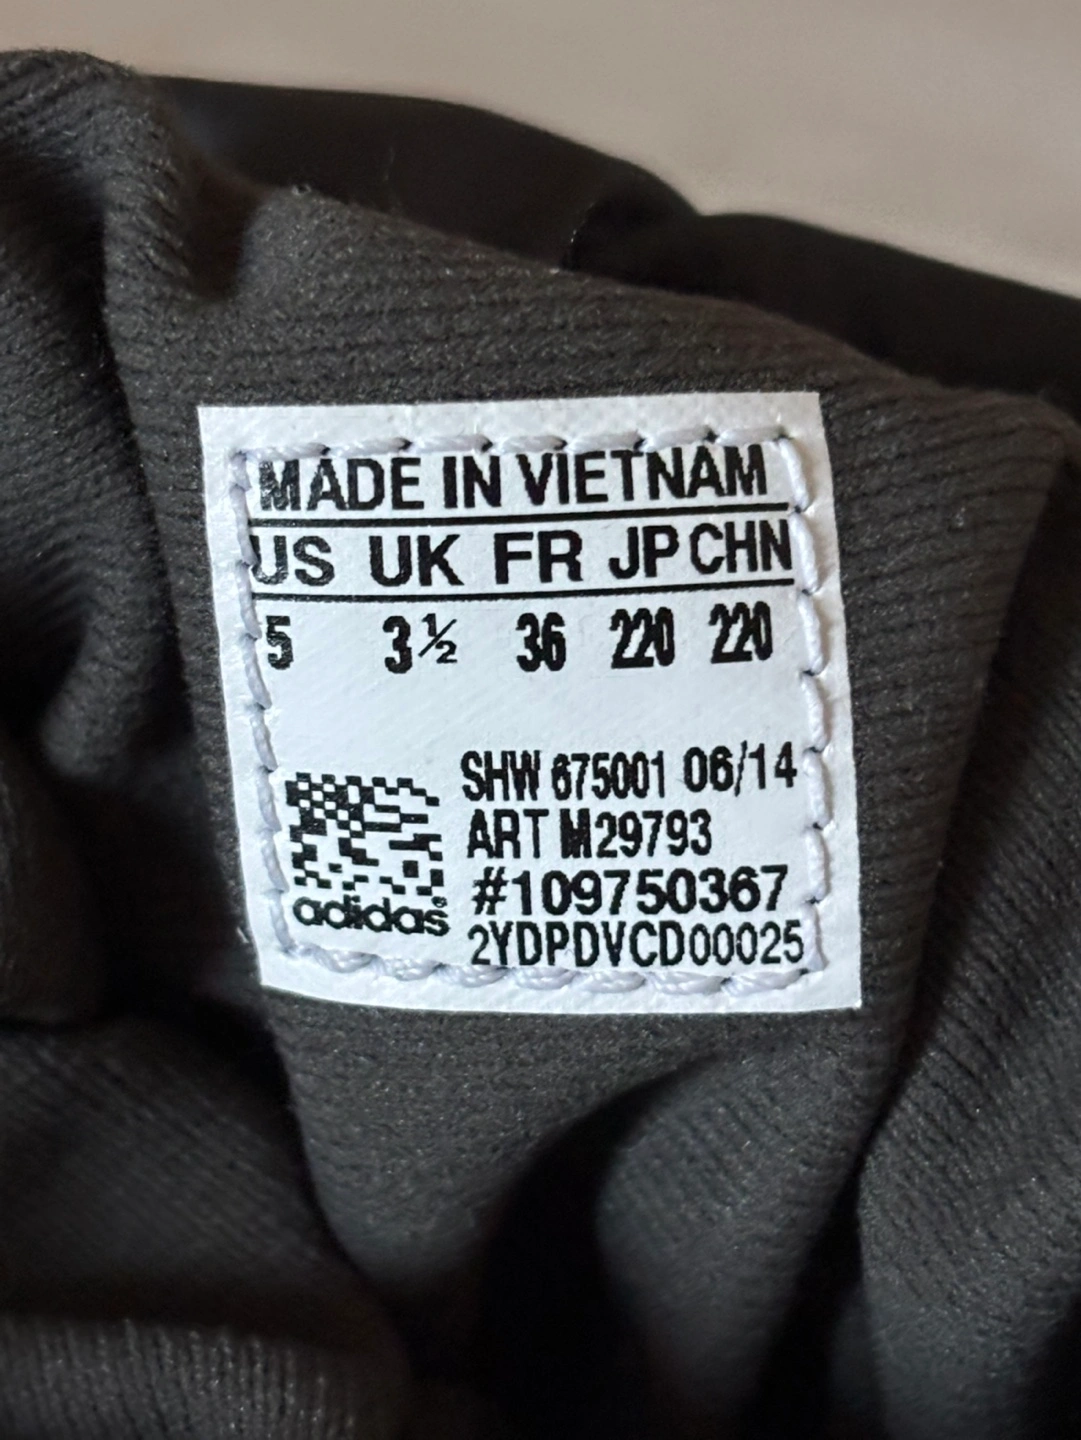 MADE IN VIETNAM
US UK FR JP CHN
5 3½ 36 220 220
SHW 675001 06/14
ART M29793
#109750367
adidas®
2YDPDVCD00025